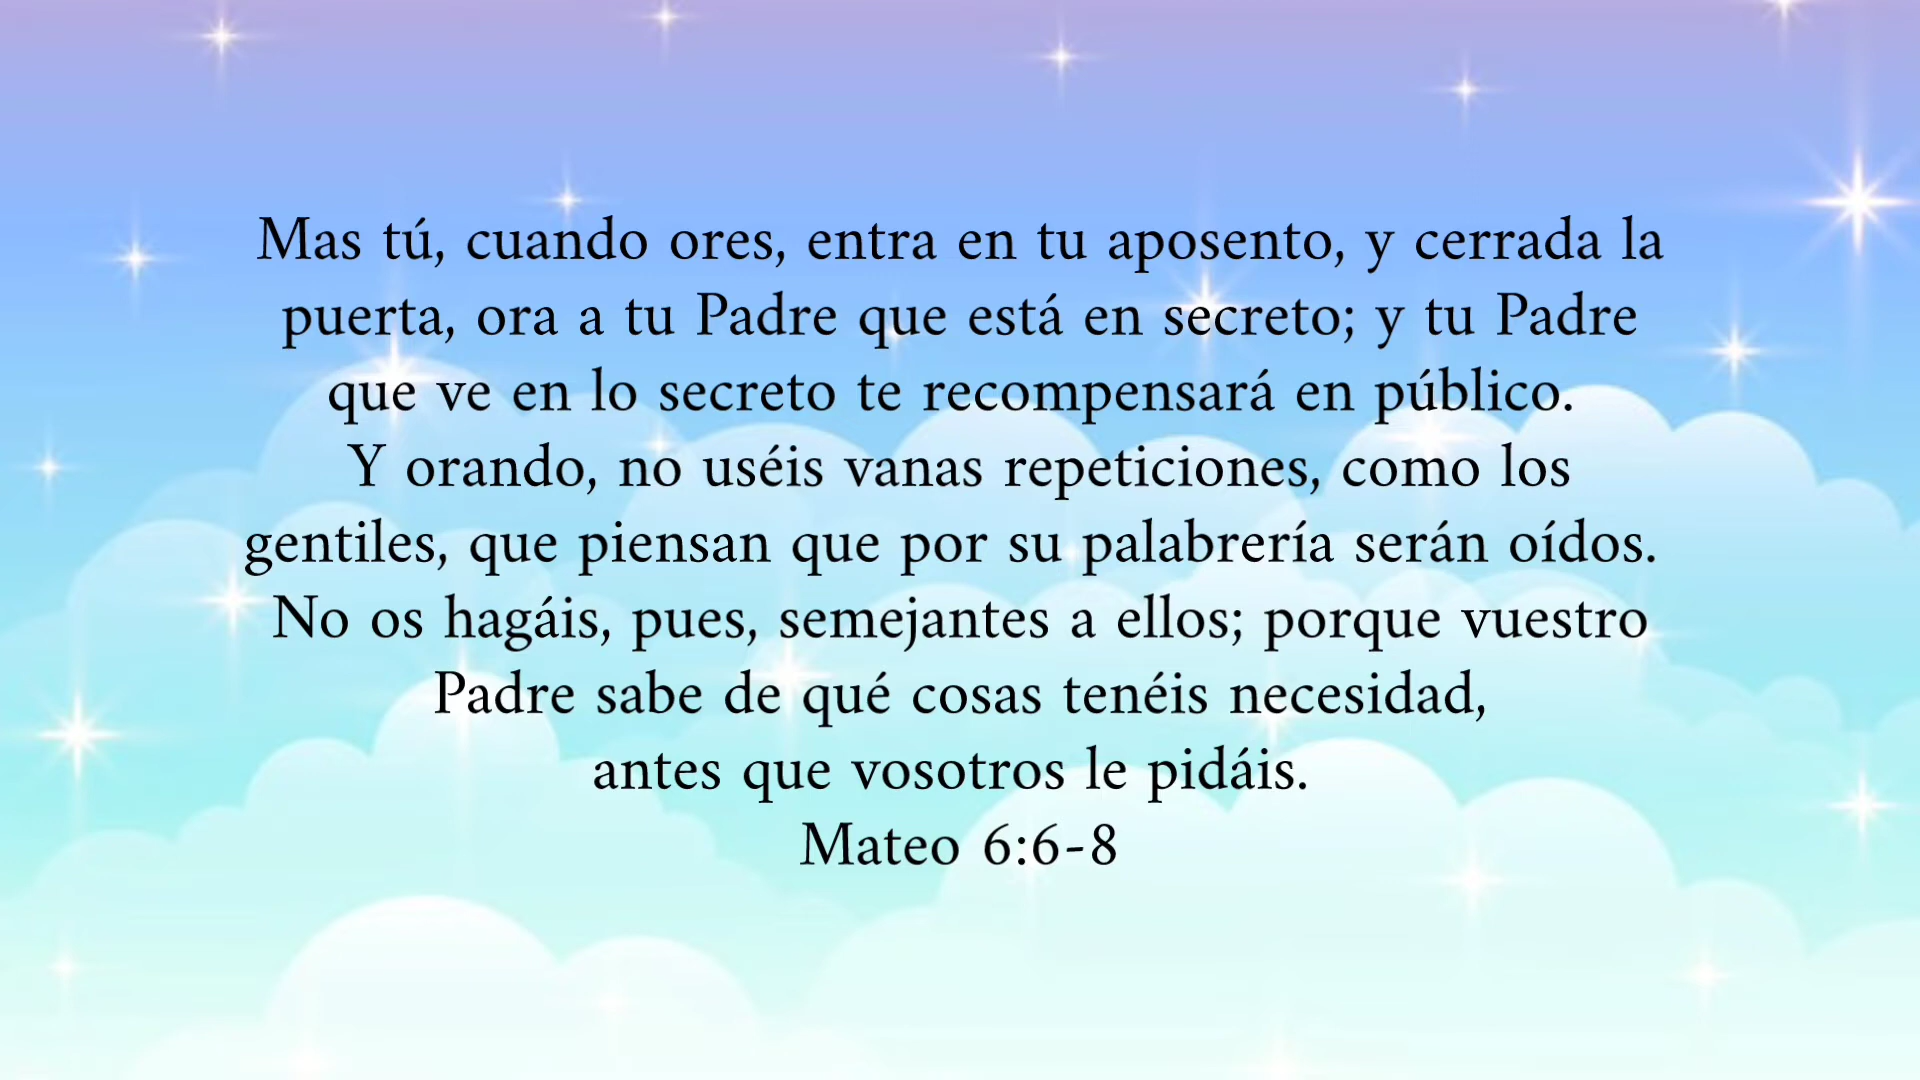 Mas tú, cuando ores, entra en tu aposento, y cerrada la
puerta, ora a tu Padre que está en secreto; y tu Padre
que ve en lo secreto te recompensará en público.
Y orando, no uséis vanas repeticiones, como los
gentiles, que piensan que por su palabrería serán oídos.
No os hagáis, pues, semejantes a ellos; porque vuestro
Padre sabe de qué cosas tenéis necesidad,
antes que vosotros le pidáis.
Mateo 6:6-8